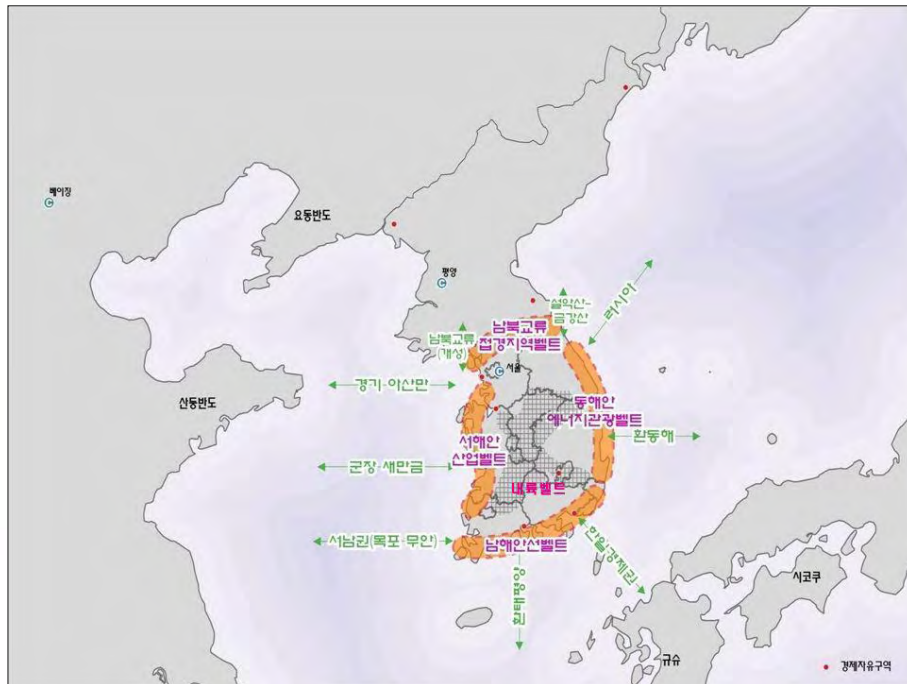 베이징
요동반도
평양
설악산-
금강산
러시아
남북교류
(개성)
남북교류
접경지역벨트
서울
경기·아산만
산동반도
동해안
에너지관광벨트
환동해
서해안
산업벨트
군장·새만금
내륙벨트
서남권(목포·무안)
남해안선벨트
한일경제권
환태평양
시코쿠
규슈
경제자유구역